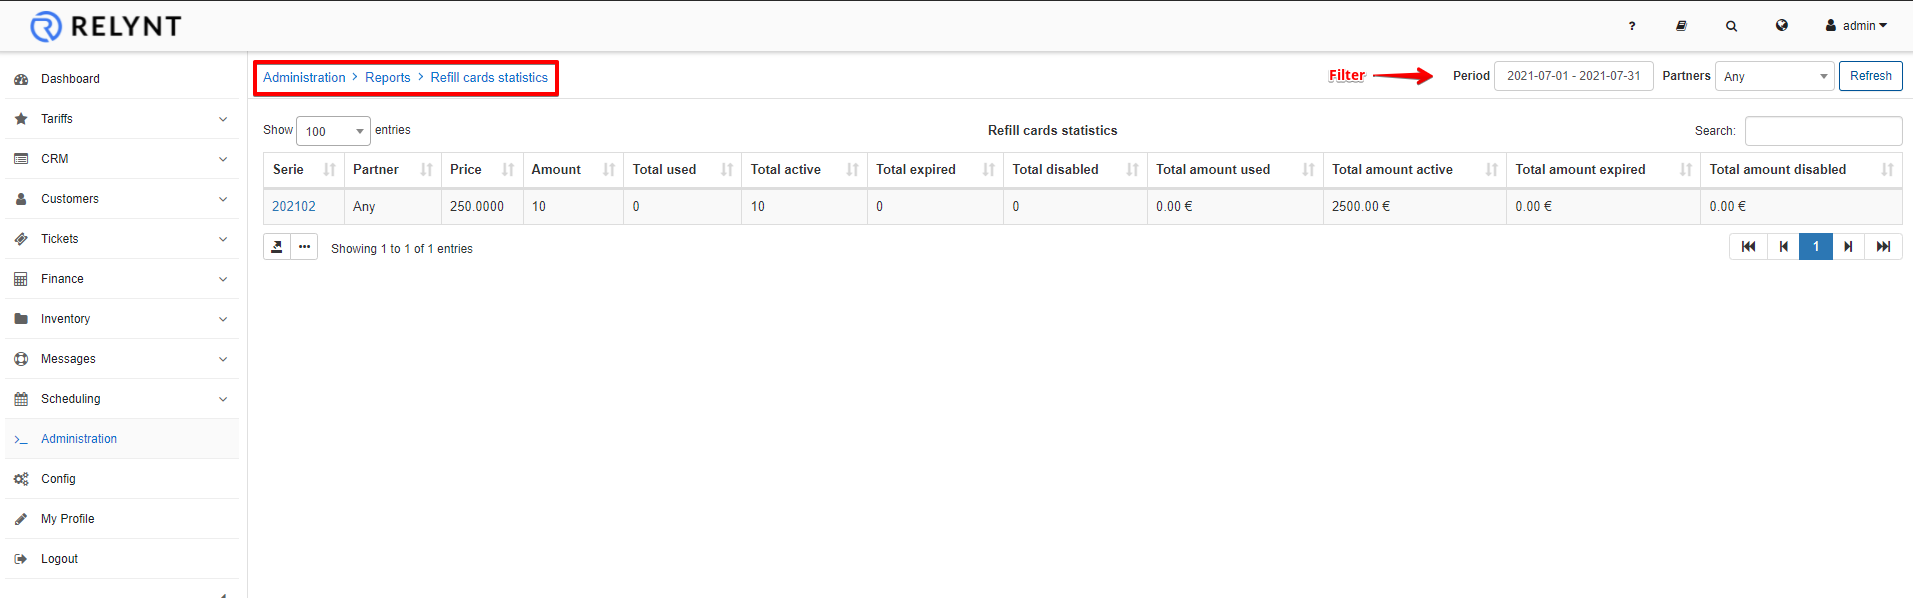 RELYNT
? admin
Dashboard
Tariffs
CRM
Customers
Tickets
Finance
Inventory
Messages
Scheduling
Administration
Config
My Profile
Logout
Administration > Reports > Refill cards statistics
Filter Period 2021-07-01 - 2021-07-31 Partners Any Refresh
Show 100 entries Refill cards statistics Search:
Serie Partner Price Amount Total used Total active Total expired Total disabled Total amount used Total amount active Total amount expired Total amount disabled
202102 Any 250.0000 10 0 10 0 0 0.00 € 2500.00 € 0.00 € 0.00 €
Showing 1 to 1 of 1 entries 1